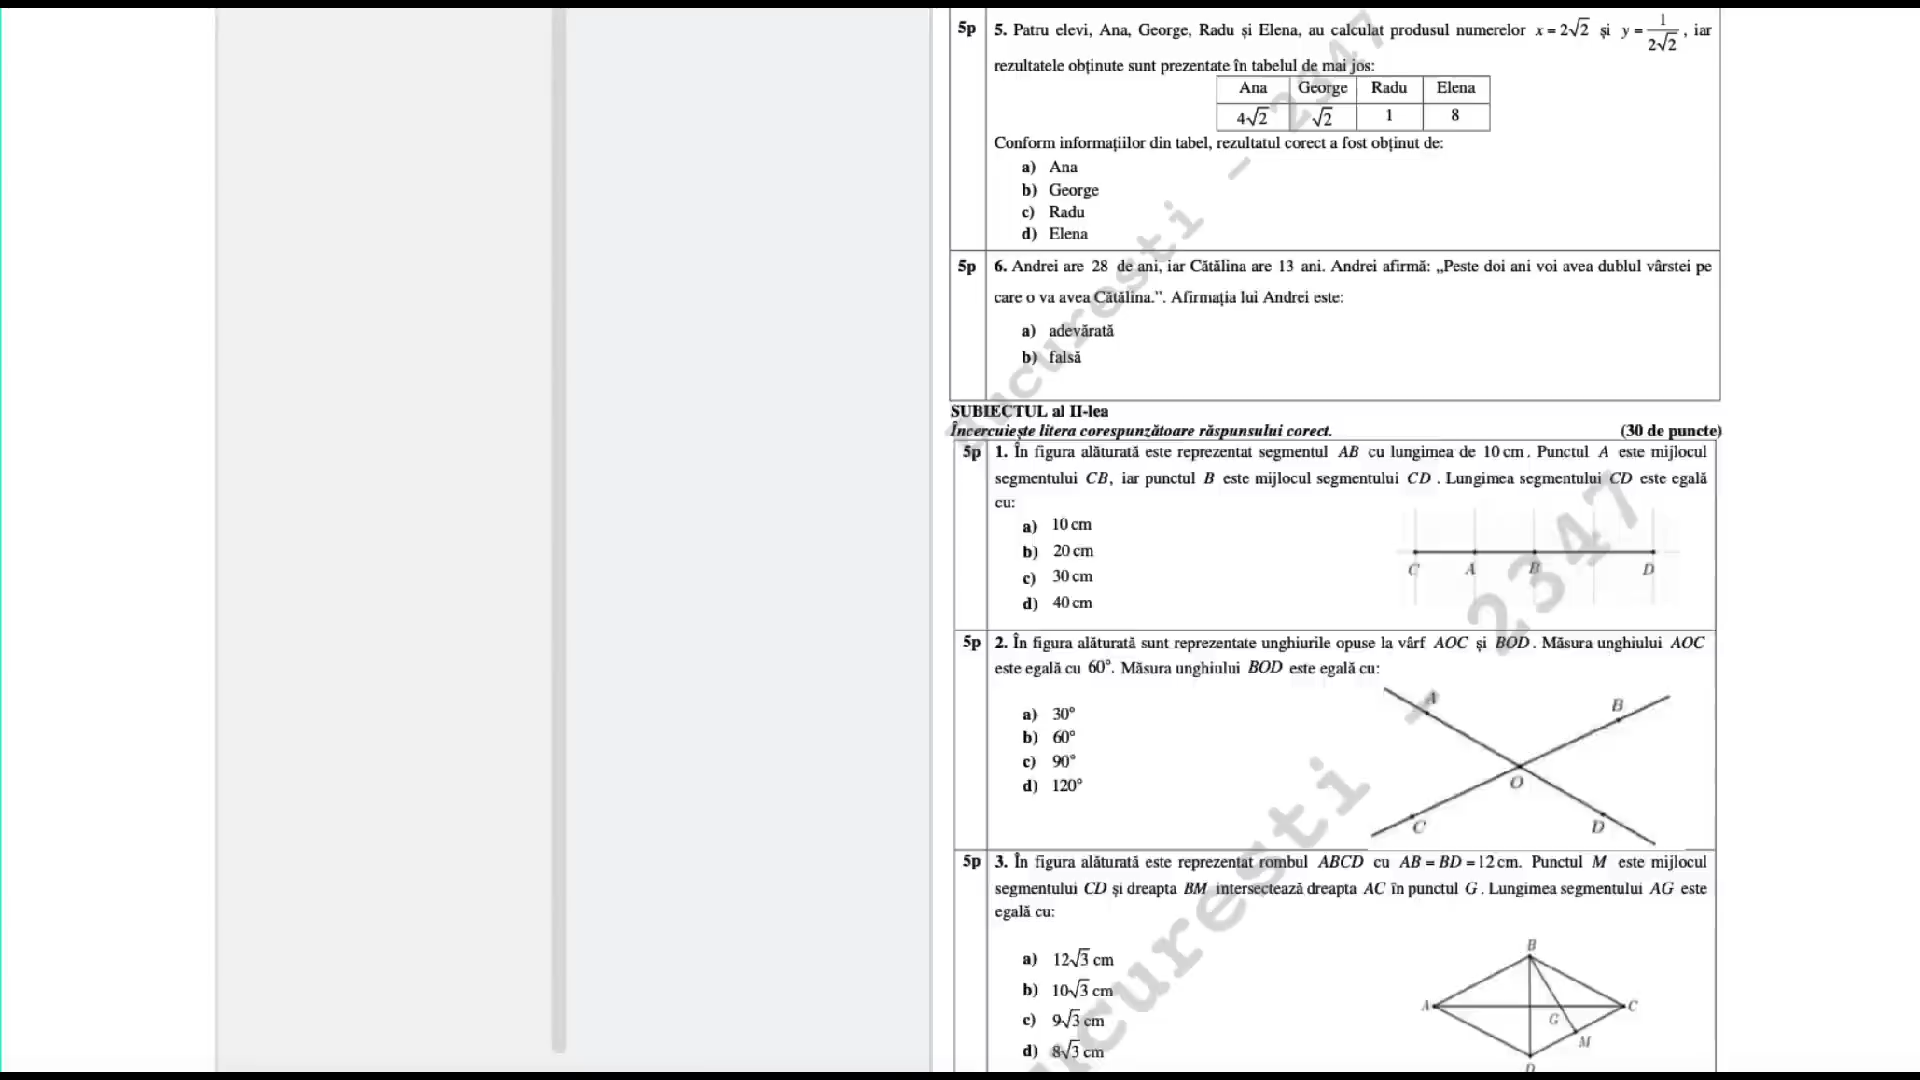 5p 5. Patru elevi, Ana, George, Radu și Elena, au calculat produsul numerelor x = 2√2 și y = 1/(2√2), iar
rezultatele obținute sunt prezentate în tabelul de mai jos:
Ana George Radu Elena
4√2 √2 1 8
Conform informațiilor din tabel, rezultatul corect a fost obținut de:
a) Ana
b) George
c) Radu
d) Elena
5p 6. Andrei are 28 de ani, iar Cătălina are 13 ani. Andrei afirmă: „Peste doi ani voi avea dublul vârstei pe
care o va avea Cătălina.”. Afirmația lui Andrei este:
a) adevărată
b) falsă
SUBIECTUL al II-lea
Încercuiește litera corespunzătoare răspunsului corect. (30 de puncte)
5p 1. În figura alăturată este reprezentat segmentul AB cu lungimea de 10 cm. Punctul A este mijlocul
segmentului CB, iar punctul B este mijlocul segmentului CD. Lungimea segmentului CD este egală
cu:
a) 10 cm
b) 20 cm
c) 30 cm
d) 40 cm
C A B D
5p 2. În figura alăturată sunt reprezentate unghiurile opuse la vârf AOC și BOD. Măsura unghiului AOC
este egală cu 60°. Măsura unghiului BOD este egală cu:
a) 30°
b) 60°
c) 90°
d) 120°
A B
O
C D
5p 3. În figura alăturată este reprezentat rombul ABCD cu AB = BD = 12 cm. Punctul M este mijlocul
segmentului CD și dreapta BM intersectează dreapta AC în punctul G. Lungimea segmentului AG este
egală cu:
a) 12√3 cm
b) 10√3 cm
c) 9√3 cm
d) 8√3 cm
B
A C
G
M
D
ucuresti - 2347
ucuresti - 2347